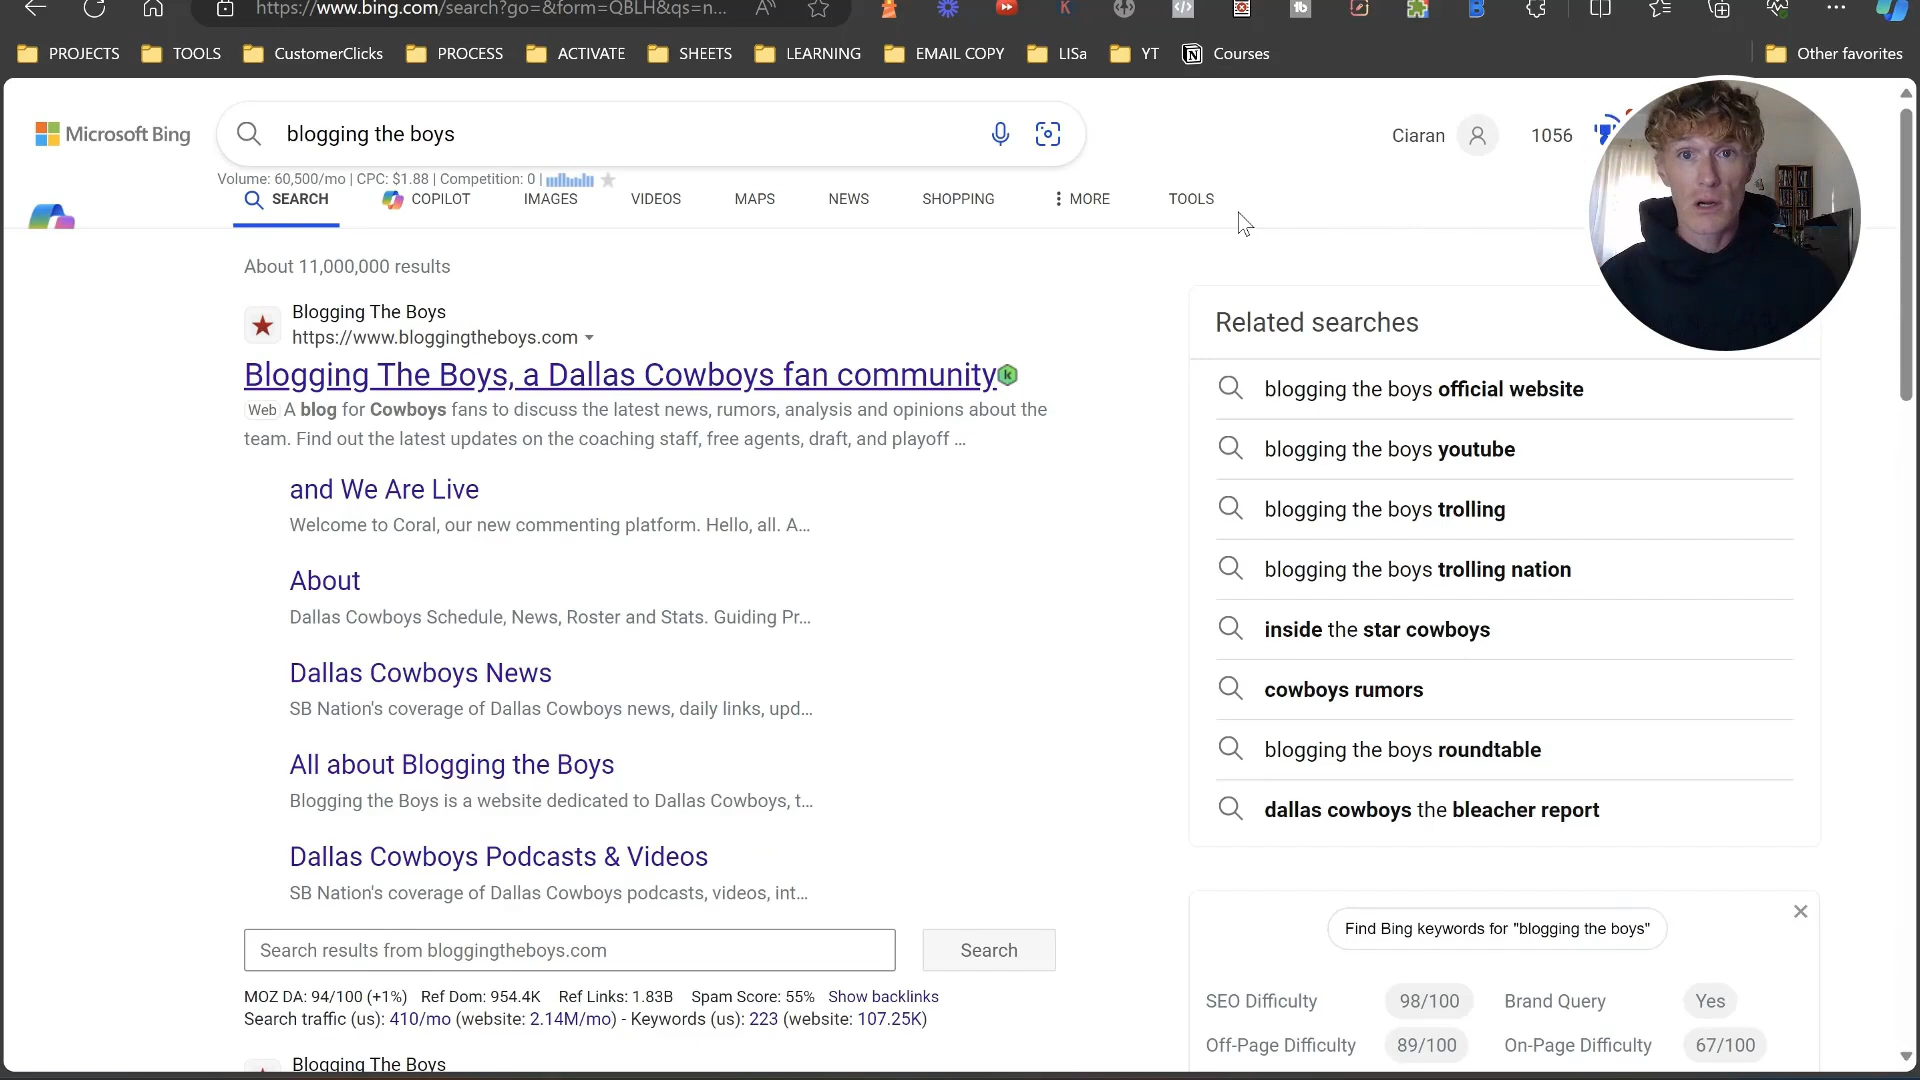 https://www.bing.com/search?go=&form=QBLH&qs=n...
PROJECTS
TOOLS
CustomerClicks
PROCESS
ACTIVATE
SHEETS
LEARNING
EMAIL COPY
LISa
YT
Courses
Other favorites
Microsoft Bing
blogging the boys
Ciaran
1056
Volume: 60,500/mo | CPC: $1.88 | Competition: 0 |
SEARCH
COPILOT
IMAGES
VIDEOS
MAPS
NEWS
SHOPPING
MORE
TOOLS
About 11,000,000 results
Blogging The Boys
https://www.bloggingtheboys.com
Blogging The Boys, a Dallas Cowboys fan community
Web A blog for Cowboys fans to discuss the latest news, rumors, analysis and opinions about the
team. Find out the latest updates on the coaching staff, free agents, draft, and playoff ...
and We Are Live
Welcome to Coral, our new commenting platform. Hello, all. A...
About
Dallas Cowboys Schedule, News, Roster and Stats. Guiding Pr...
Dallas Cowboys News
SB Nation's coverage of Dallas Cowboys news, daily links, upd...
All about Blogging the Boys
Blogging the Boys is a website dedicated to Dallas Cowboys, t...
Dallas Cowboys Podcasts & Videos
SB Nation's coverage of Dallas Cowboys podcasts, videos, int...
Search results from bloggingtheboys.com
Search
MOZ DA: 94/100 (+1%) Ref Dom: 954.4K Ref Links: 1.83B Spam Score: 55% Show backlinks
Search traffic (us): 410/mo (website: 2.14M/mo) - Keywords (us): 223 (website: 107.25K)
Blogging The Boys
Related searches
blogging the boys official website
blogging the boys youtube
blogging the boys trolling
blogging the boys trolling nation
inside the star cowboys
cowboys rumors
blogging the boys roundtable
dallas cowboys the bleacher report
Find Bing keywords for "blogging the boys"
SEO Difficulty 98/100 Brand Query Yes
Off-Page Difficulty 89/100 On-Page Difficulty 67/100